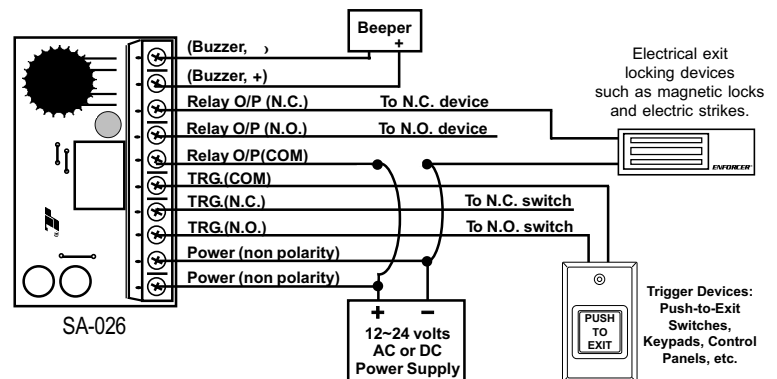 Beeper
+
(Buzzer,
(Buzzer, +)
Relay O/P (N.C.) To N.C. device
Relay O/P (N.O.) To N.O. device
Relay O/P(COM)
TRG.(COM)
TRG.(N.C.) To N.C. switch
TRG.(N.O.) To N.O. switch
Power (non polarity)
Power (non polarity)
SA-026
+ −
12~24 volts
AC or DC
Power Supply
Electrical exit
locking devices
such as magnetic locks
and electric strikes.
ENFORCER®
PUSH
TO
EXIT
Trigger Devices:
Push-to-Exit
Switches,
Keypads, Control
Panels, etc.